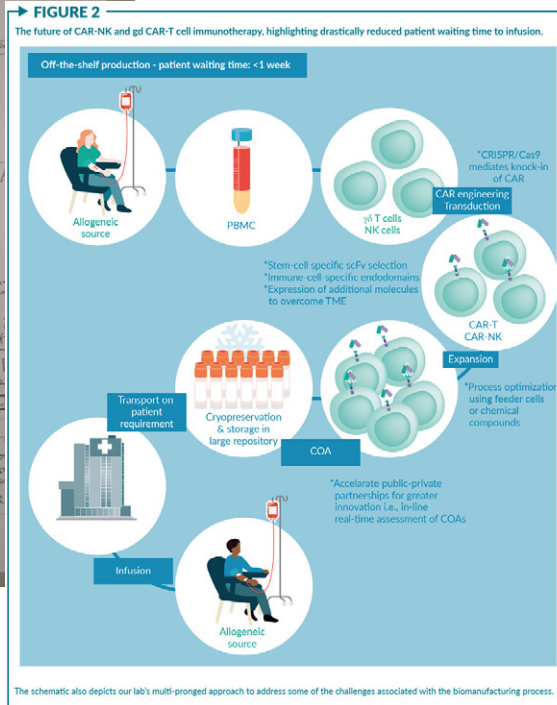 FIGURE 2
The future of CAR-NK and gd CAR-T cell immunotherapy, highlighting drastically reduced patient waiting time to infusion.
Off-the-shelf production - patient waiting time: <1 week
Allogeneic
source
PBMC
γδ T cells
NK cells
*CRISPR/Cas9
mediates knock-in
of CAR
CAR engineering
Transduction
*Stem-cell specific scFv selection
*Immune-cell-specific endodomains
*Expression of additional molecules
to overcome TME
CAR-T
CAR-NK
Expansion
*Process optimization
using feeder cells
or chemical
compounds
Cryopreservation
& storage in
large repository
COA
Transport on
patient
requirement
*Accelarate public-private
partnerships for greater
innovation i.e., in-line
real-time assessment of COAs
Infusion
Allogeneic
source
The schematic also depicts our lab's multi-pronged approach to address some of the challenges associated with the biomanufacturing process.